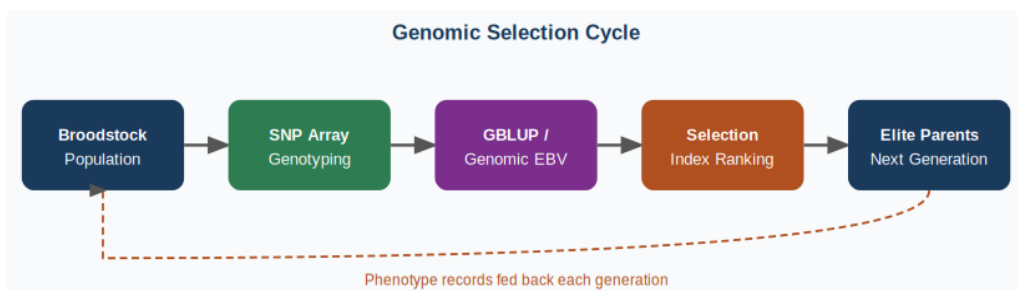 Genomic Selection Cycle
Broodstock
Population
SNP Array
Genotyping
GBLUP /
Genomic EBV
Selection
Index Ranking
Elite Parents
Next Generation
Phenotype records fed back each generation